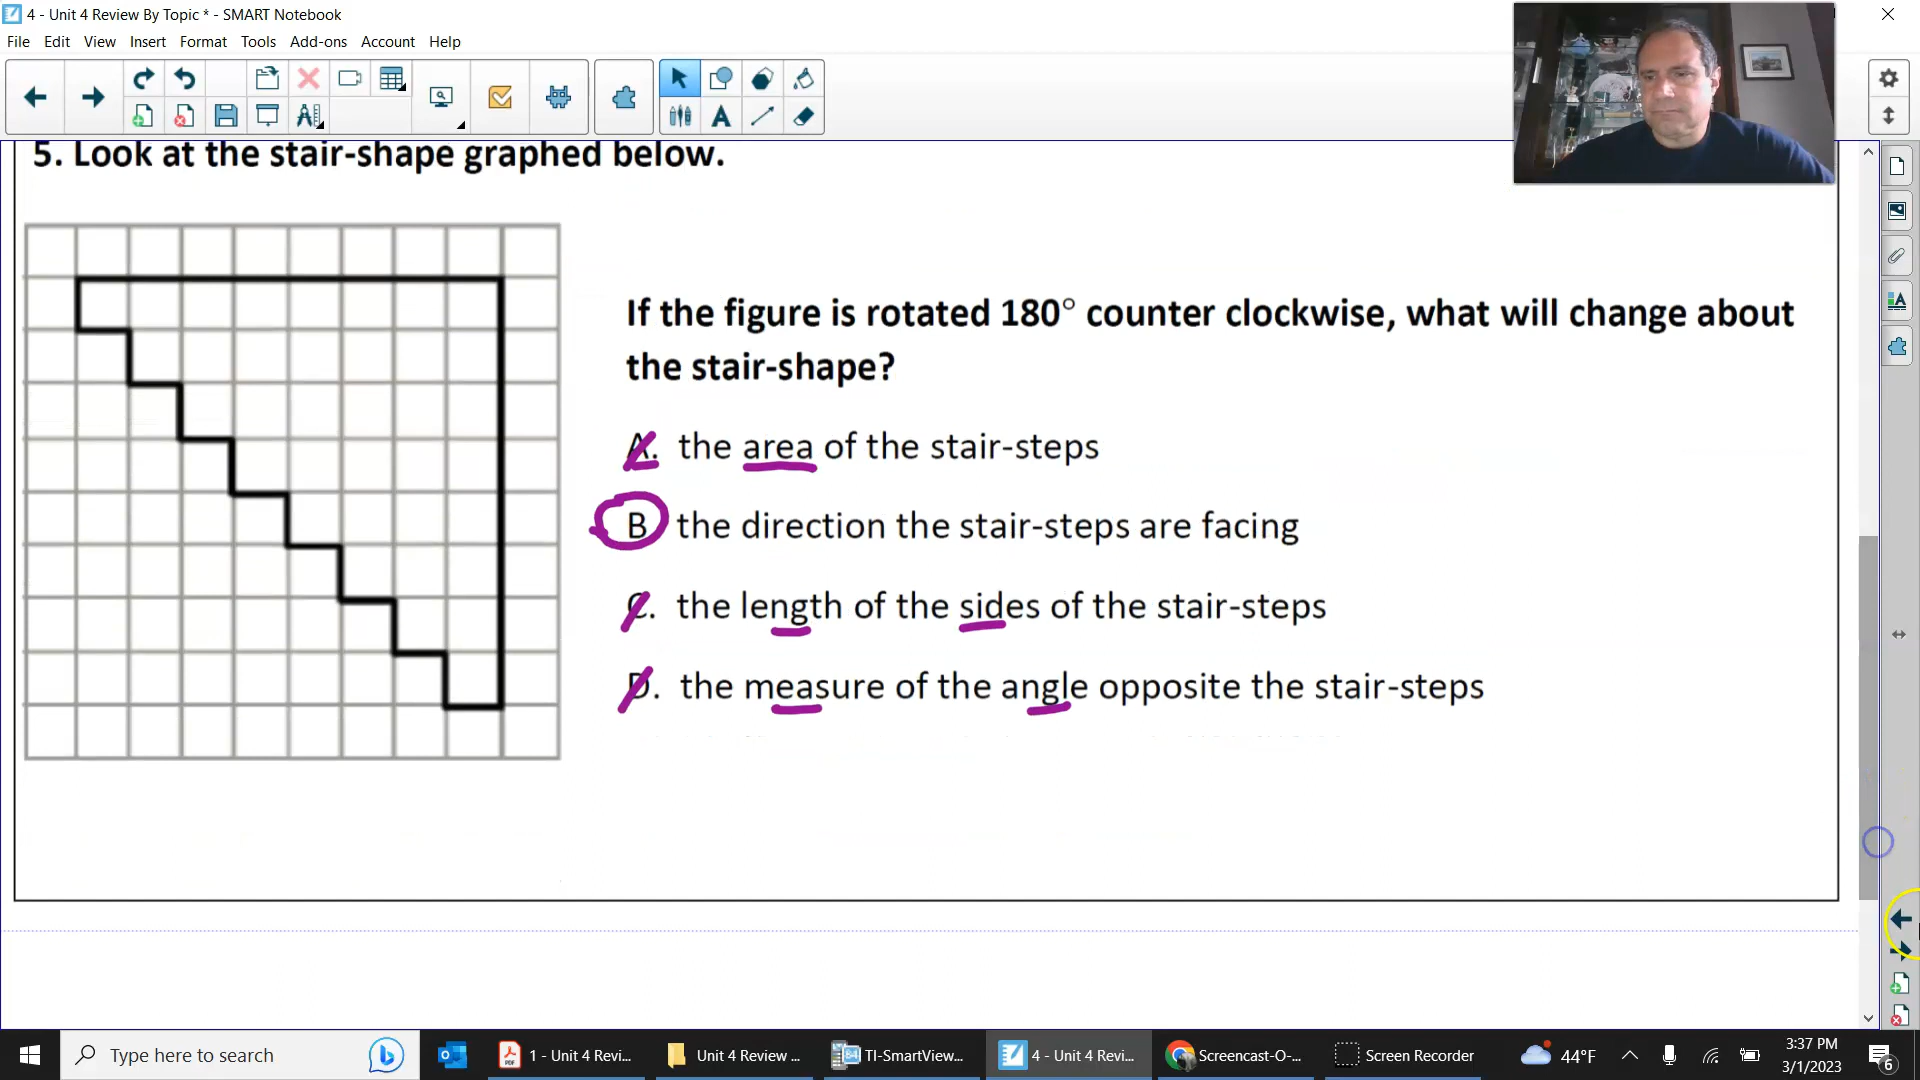 4 - Unit 4 Review By Topic * - SMART Notebook
File Edit View Insert Format Tools Add-ons Account Help
5. Look at the stair-shape graphed below.
If the figure is rotated 180° counter clockwise, what will change about
the stair-shape?
A. the area of the stair-steps
B the direction the stair-steps are facing
C. the length of the sides of the stair-steps
D. the measure of the angle opposite the stair-steps
Type here to search
1 - Unit 4 Revi...
Unit 4 Review ...
84
TI-SmartView...
4 - Unit 4 Revi...
Screencast-O-...
Screen Recorder
44°F
3:37 PM
3/1/2023
6